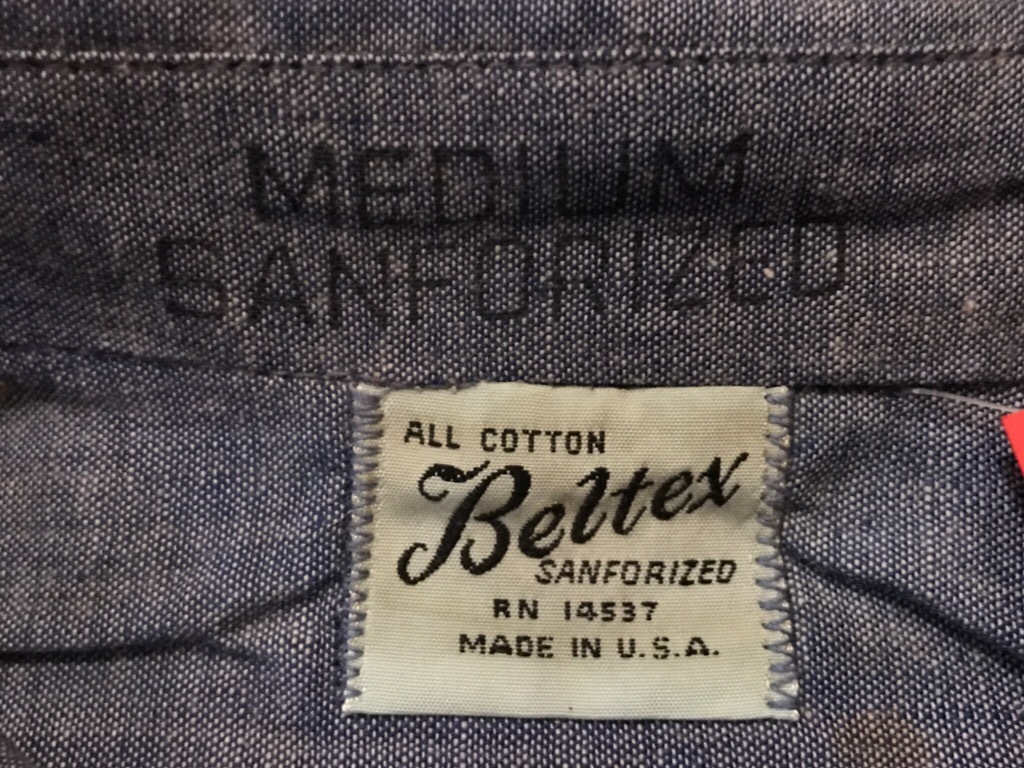 MEDIUM
SANFORIZED
ALL COTTON
Beltex
SANFORIZED
RN 14537
MADE IN U.S.A.